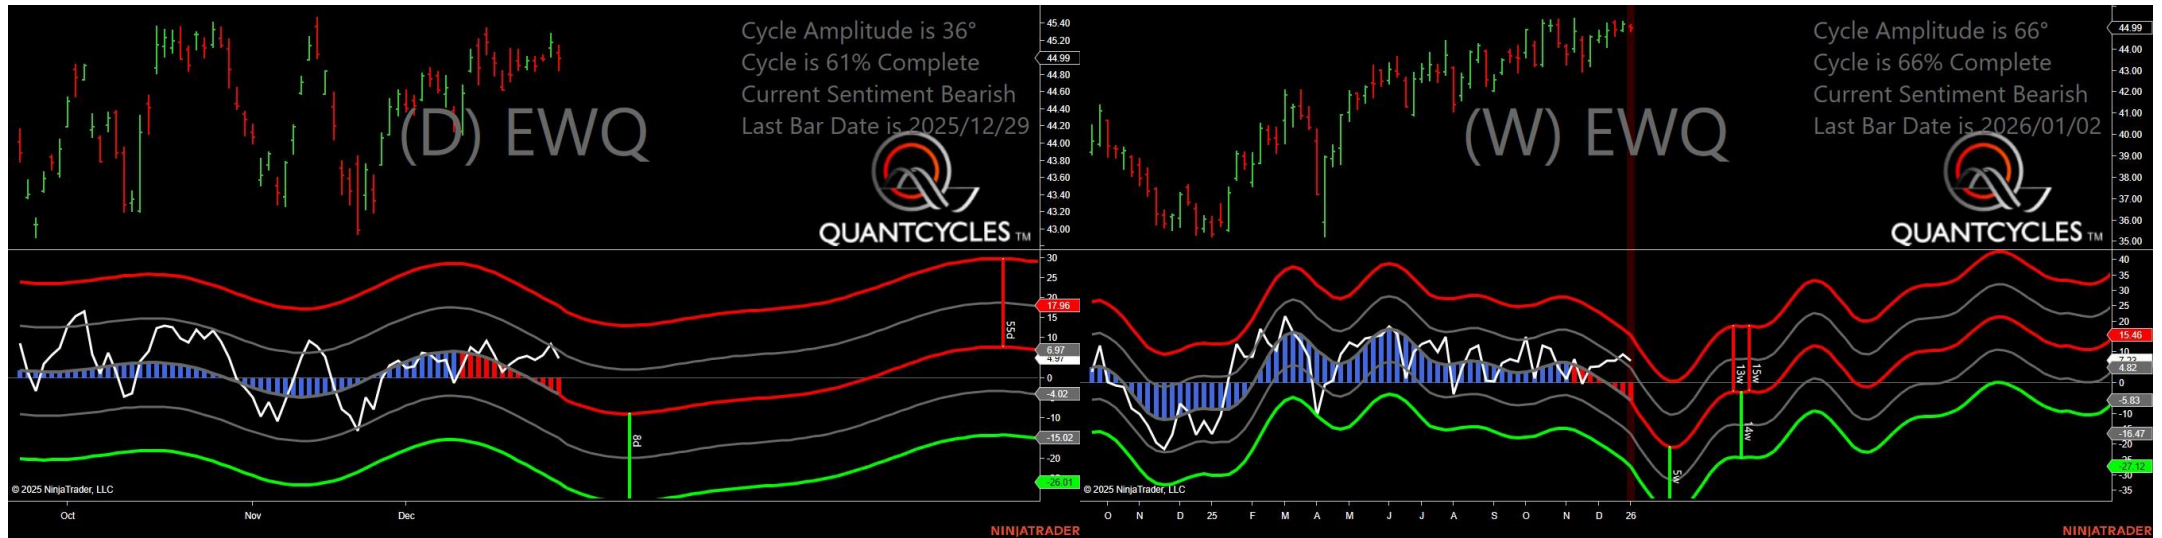 Cycle Amplitude is 36°
Cycle is 61% Complete
Current Sentiment Bearish
Last Bar Date is 2025/12/29
(D) EWQ
QUANTCYCLES TM
45.40
45.20
44.99
44.80
44.60
44.40
44.20
44.00
43.80
43.60
43.40
43.20
43.00
30
25
20
17.96
15
10
6.97
4.97
0
-4.02
-10
-15.02
-20
-26.01
55d
8d
© 2025 NinjaTrader, LLC
Oct
Nov
Dec
NINJATRADER
Cycle Amplitude is 66°
Cycle is 66% Complete
Current Sentiment Bearish
Last Bar Date is 2026/01/02
(W) EWQ
QUANTCYCLES TM
44.99
44.00
43.00
42.00
41.00
40.00
39.00
38.00
37.00
36.00
35.00
40
35
30
25
20
15.46
10
7.23
4.82
0
-5.83
-10
-16.47
-20
-27.12
-30
-35
13w
15w
14w
5w
© 2025 NinjaTrader, LLC
O N D 25 F M A M J J A S O N D 26
NINJATRADER